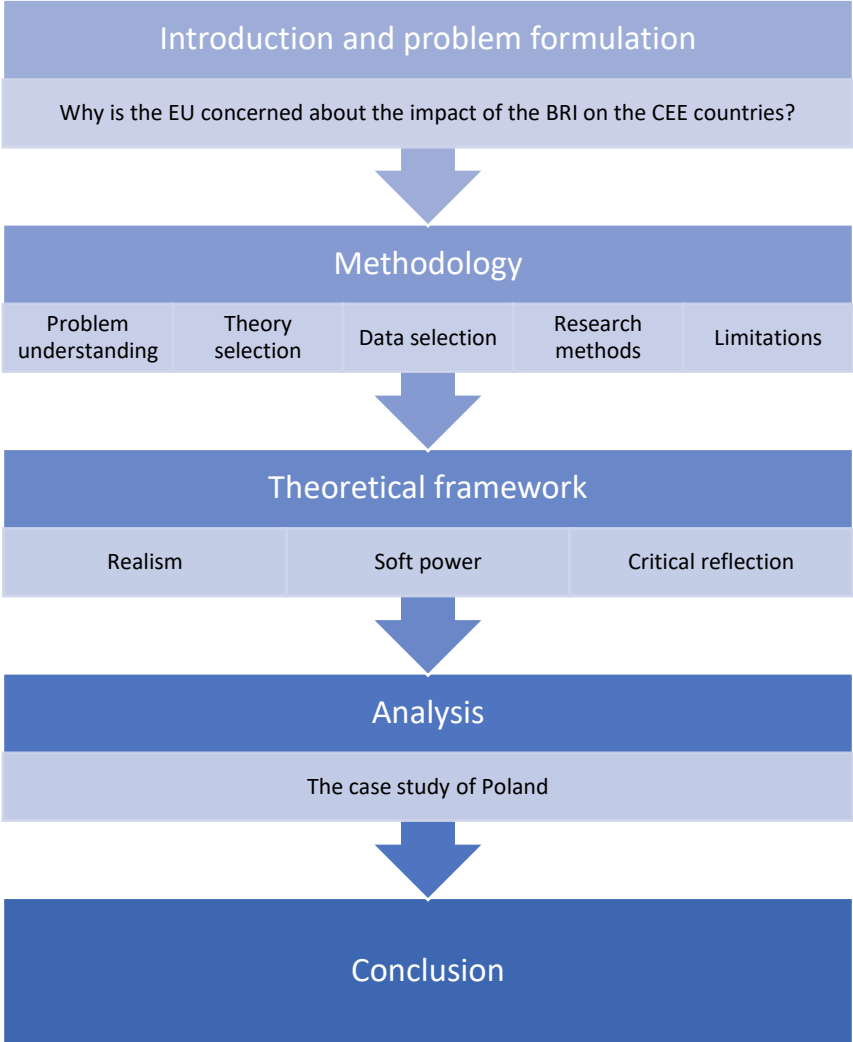 Introduction and problem formulation
Why is the EU concerned about the impact of the BRI on the CEE countries?
Methodology
Problem
understanding
Theory
selection
Data selection
Research
methods
Limitations
Theoretical framework
Realism
Soft power
Critical reflection
Analysis
The case study of Poland
Conclusion